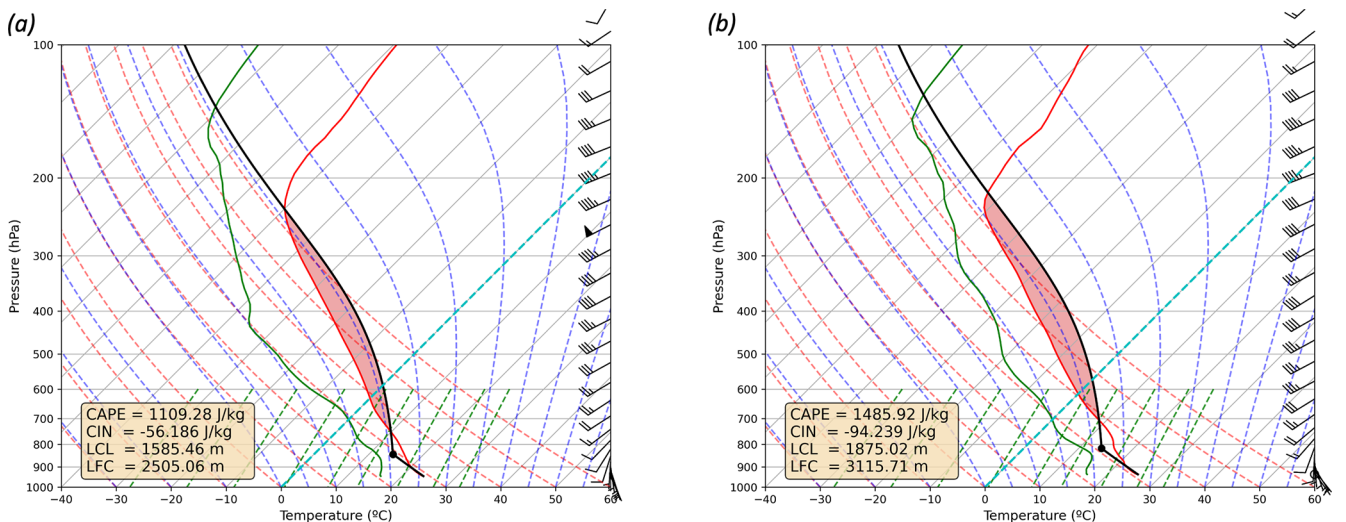 (a)
100
200
300
400
500
600
700
800
900
1000
Pressure (hPa)
CAPE = 1109.28 J/kg
CIN = -56.186 J/kg
LCL = 1585.46 m
LFC = 2505.06 m
−40 −30 −20 −10 0 10 20 30 40 50 60
Temperature (ºC)
(b)
100
200
300
400
500
600
700
800
900
1000
Pressure (hPa)
CAPE = 1485.92 J/kg
CIN = -94.239 J/kg
LCL = 1875.02 m
LFC = 3115.71 m
−40 −30 −20 −10 0 10 20 30 40 50 60
Temperature (ºC)